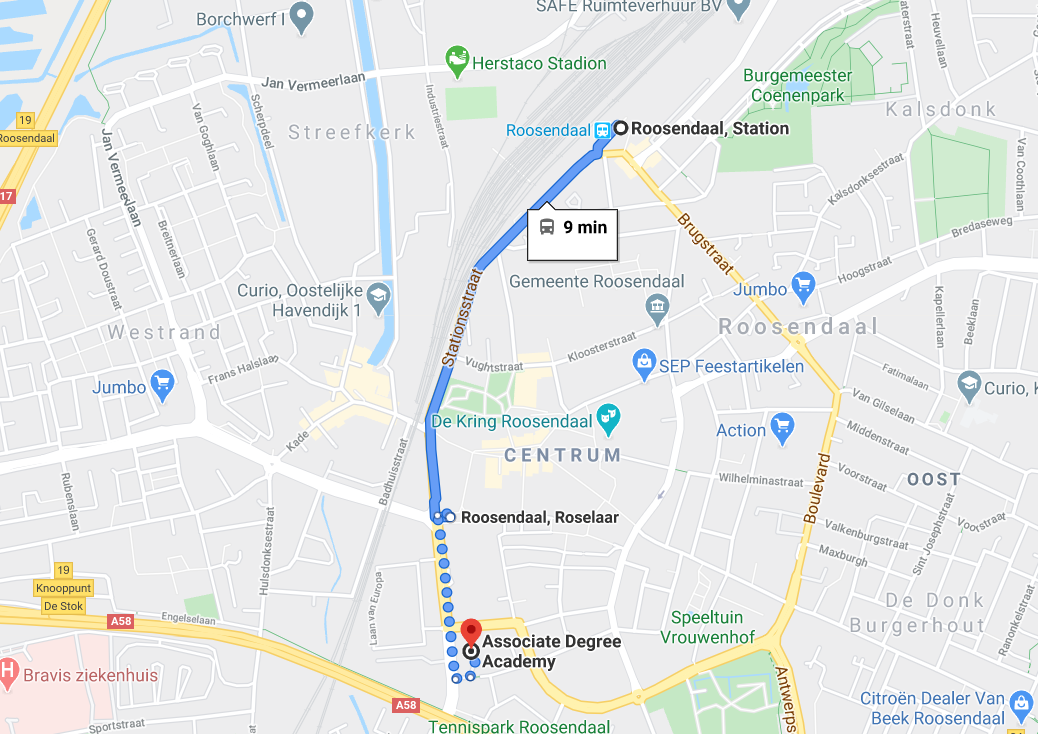 SAFE Ruimteverhuur BV
Borchwerf I
Herstaco Stadion
Jan Vermeerlaan
Burgemeester
Coenenpark
Kalsdonk
Heuvellaan
Industriestraat
Scherpdeel
Van Goghlaan
Streefkerk
19
Roosendaal
Roosendaal
Roosendaal, Station
Jan Vermeerlaan
17
Van Coothlaan
Kalsdonksestraat
Bredaseweg
9 min
Brugstraat
Gerard Doustraat
Breitnerlaan
Hoogstraat
Curio, Oostelijke
Havendijk 1
Gemeente Roosendaal
Jumbo
Westrand
Stationsstraat
Roosendaal
Kapellerlaan
Beeklaan
Kloosterstraat
Vughtstraat
SEP Feestartikelen
Frans Halslaan
Fatimalaan
Jumbo
Curio, K
Van Gilselaan
De Kring Roosendaal
Action
Kade
Middenstraat
CENTRUM
Badhuisstraat
Wilhelminastraat
Voorstraat
OOST
Rubenslaan
Boulevard
Roosendaal, Roselaar
Voorstraat
Valkenburgstraat
Sint Josephstraat
Hulsdonksestraat
Maxburgh
19
Knooppunt
De Stok
Laan van Europa
De Donk
Burgerhout
Ranonkelstraat
Engelselaan
A58
Speeltuin
Vrouwenhof
Associate Degree
Academy
Bravis ziekenhuis
Antwerps
A58
Citroën Dealer Van
Beek Roosendaal
Sportstraat
Tennispark Roosendaal